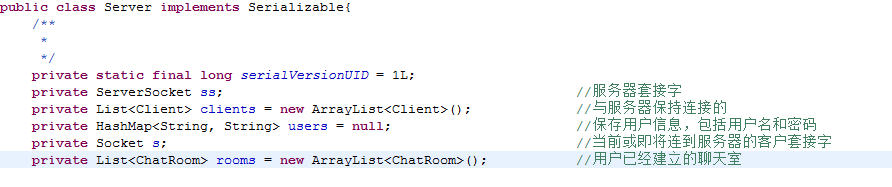 public class Server implements Serializable{
/**
*
*/
private static final long serialVersionUID = 1L;
private ServerSocket ss; //服务器套接字
private List<Client> clients = new ArrayList<Client>(); //与服务器保持连接的
private HashMap<String, String> users = null; //保存用户信息，包括用户名和密码
private Socket s; //当前或即将连到服务器的客户套接字
private List<ChatRoom> rooms = new ArrayList<ChatRoom>(); //用户已经建立的聊天室